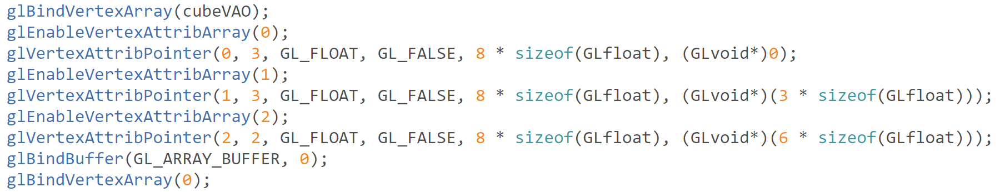 glBindVertexArray(cubeVAO);
glEnableVertexAttribArray(0);
glVertexAttribPointer(0, 3, GL_FLOAT, GL_FALSE, 8 * sizeof(GLfloat), (GLvoid*)0);
glEnableVertexAttribArray(1);
glVertexAttribPointer(1, 3, GL_FLOAT, GL_FALSE, 8 * sizeof(GLfloat), (GLvoid*)(3 * sizeof(GLfloat)));
glEnableVertexAttribArray(2);
glVertexAttribPointer(2, 2, GL_FLOAT, GL_FALSE, 8 * sizeof(GLfloat), (GLvoid*)(6 * sizeof(GLfloat)));
glBindBuffer(GL_ARRAY_BUFFER, 0);
glBindVertexArray(0);